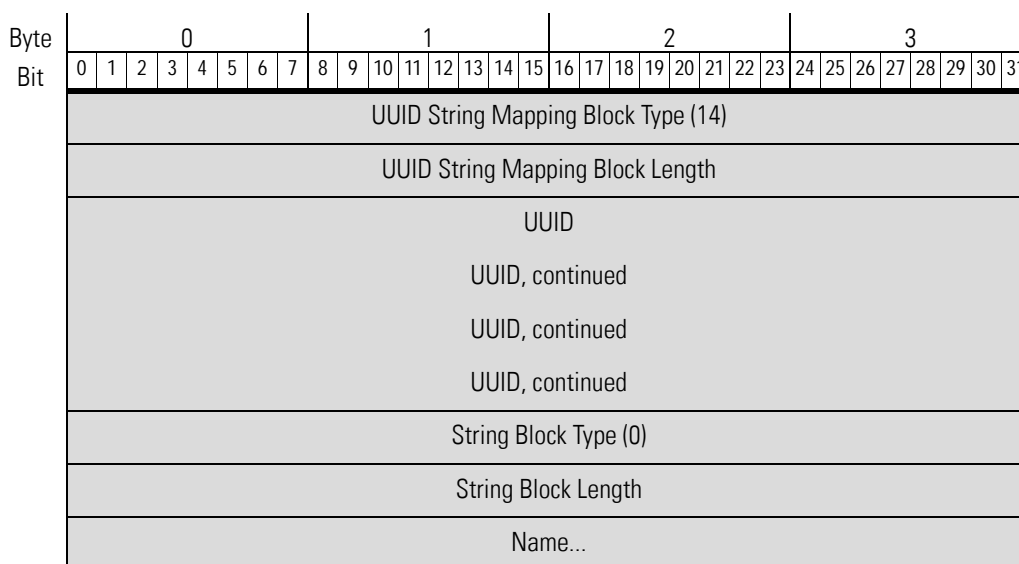 Byte 0 1 2 3
Bit 0 1 2 3 4 5 6 7 8 9 10 11 12 13 14 15 16 17 18 19 20 21 22 23 24 25 26 27 28 29 30 31
UUID String Mapping Block Type (14)
UUID String Mapping Block Length
UUID
UUID, continued
UUID, continued
UUID, continued
String Block Type (0)
String Block Length
Name...